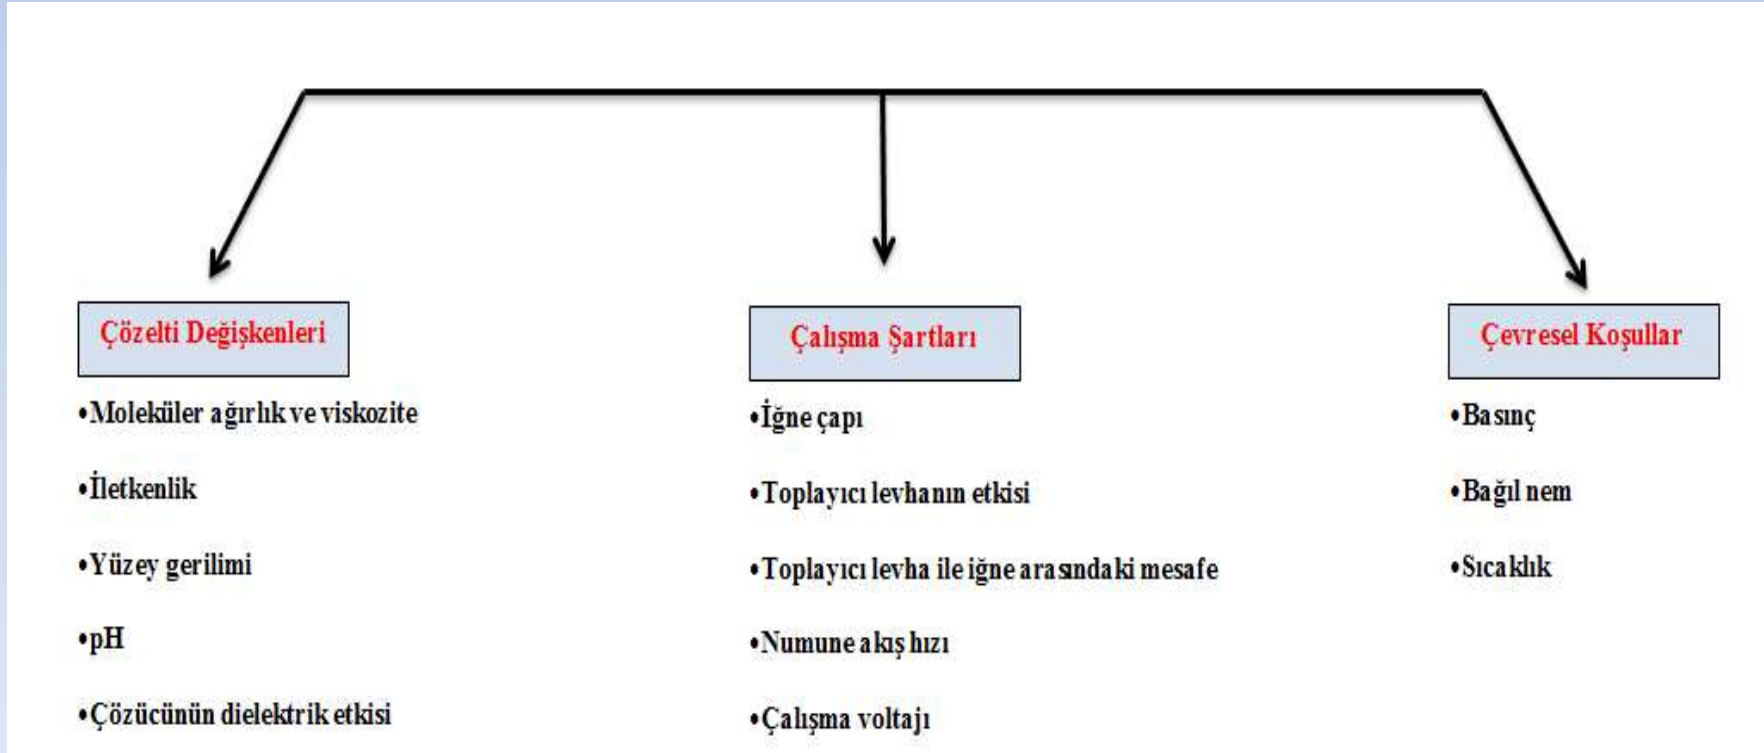 Çözelti Değişkenleri
•Moleküler ağırlık ve viskozite
•İletkenlik
•Yüzey gerilimi
•pH
•Çözücünün dielektrik etkisi
Çalışma Şartları
•İğne çapı
•Toplayıcı levhanın etkisi
•Toplayıcı levha ile iğne arasındaki mesafe
•Numune akış hızı
•Çalışma voltajı
Çevresel Koşullar
•Basınç
•Bağıl nem
•Sıcaklık